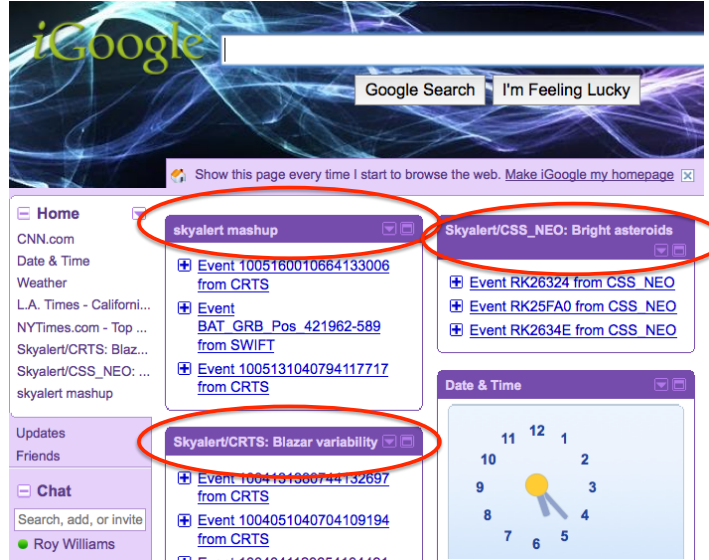 iGoogle
Google Search
I'm Feeling Lucky
Show this page every time I start to browse the web. Make iGoogle my homepage
Home
CNN.com
Date & Time
Weather
L.A. Times - Californi...
NYTimes.com - Top ...
Skyalert/CRTS: Blaz...
Skyalert/CSS_NEO: ...
skyalert mashup
Updates
Friends
Chat
Search, add, or invite
Roy Williams
skyalert mashup
Event 1005160010664133006
from CRTS
Event
BAT_GRB_Pos_421962-589
from SWIFT
Event 1005131040794117717
from CRTS
Skyalert/CRTS: Blazar variability
Event 1004131380744132697
from CRTS
Event 1004051040704109194
from CRTS
Skyalert/CSS_NEO: Bright asteroids
Event RK26324 from CSS_NEO
Event RK25FA0 from CSS_NEO
Event RK2634E from CSS_NEO
Date & Time
12
11 1
10 2
9 3
8 4
7 6 5